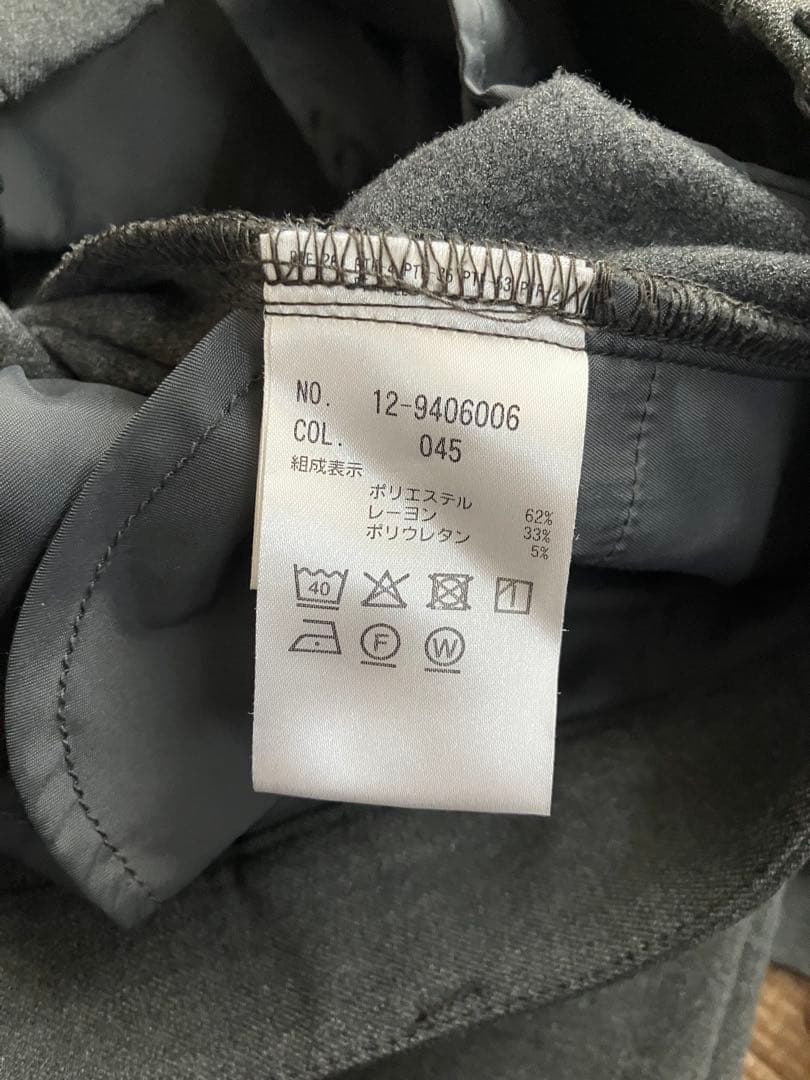 NO. 12-9406006
COL. 045
組成表示
ポリエステル 62%
レーヨン 33%
ポリウレタン 5%
40
F W